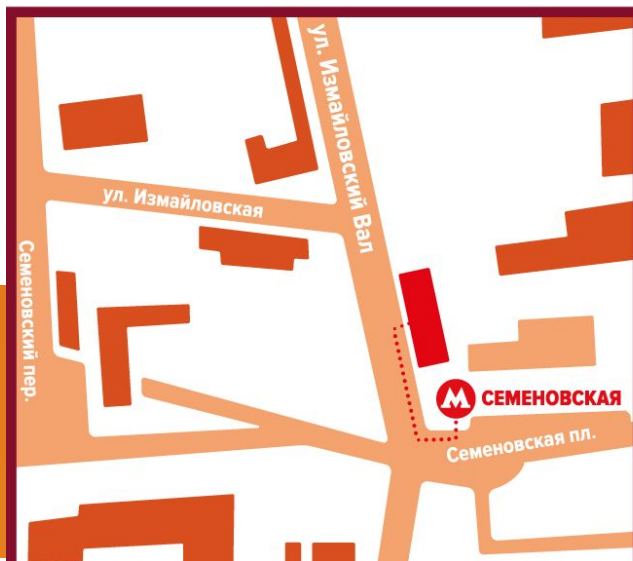 ул. Измайловский Вал
ул. Измайловская
Семеновский пер.
М СЕМЕНОВСКАЯ
Семеновская пл.